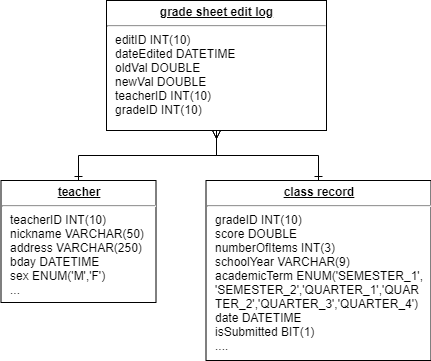 grade sheet edit log
editID INT(10)
dateEdited DATETIME
oldVal DOUBLE
newVal DOUBLE
teacherID INT(10)
gradeID INT(10)
teacher
teacherID INT(10)
nickname VARCHAR(50)
address VARCHAR(250)
bday DATETIME
sex ENUM('M','F')
...
class record
gradeID INT(10)
score DOUBLE
numberOfItems INT(3)
schoolYear VARCHAR(9)
academicTerm ENUM('SEMESTER_1',
'SEMESTER_2','QUARTER_1','QUAR
TER_2','QUARTER_3','QUARTER_4')
date DATETIME
isSubmitted BIT(1)
....